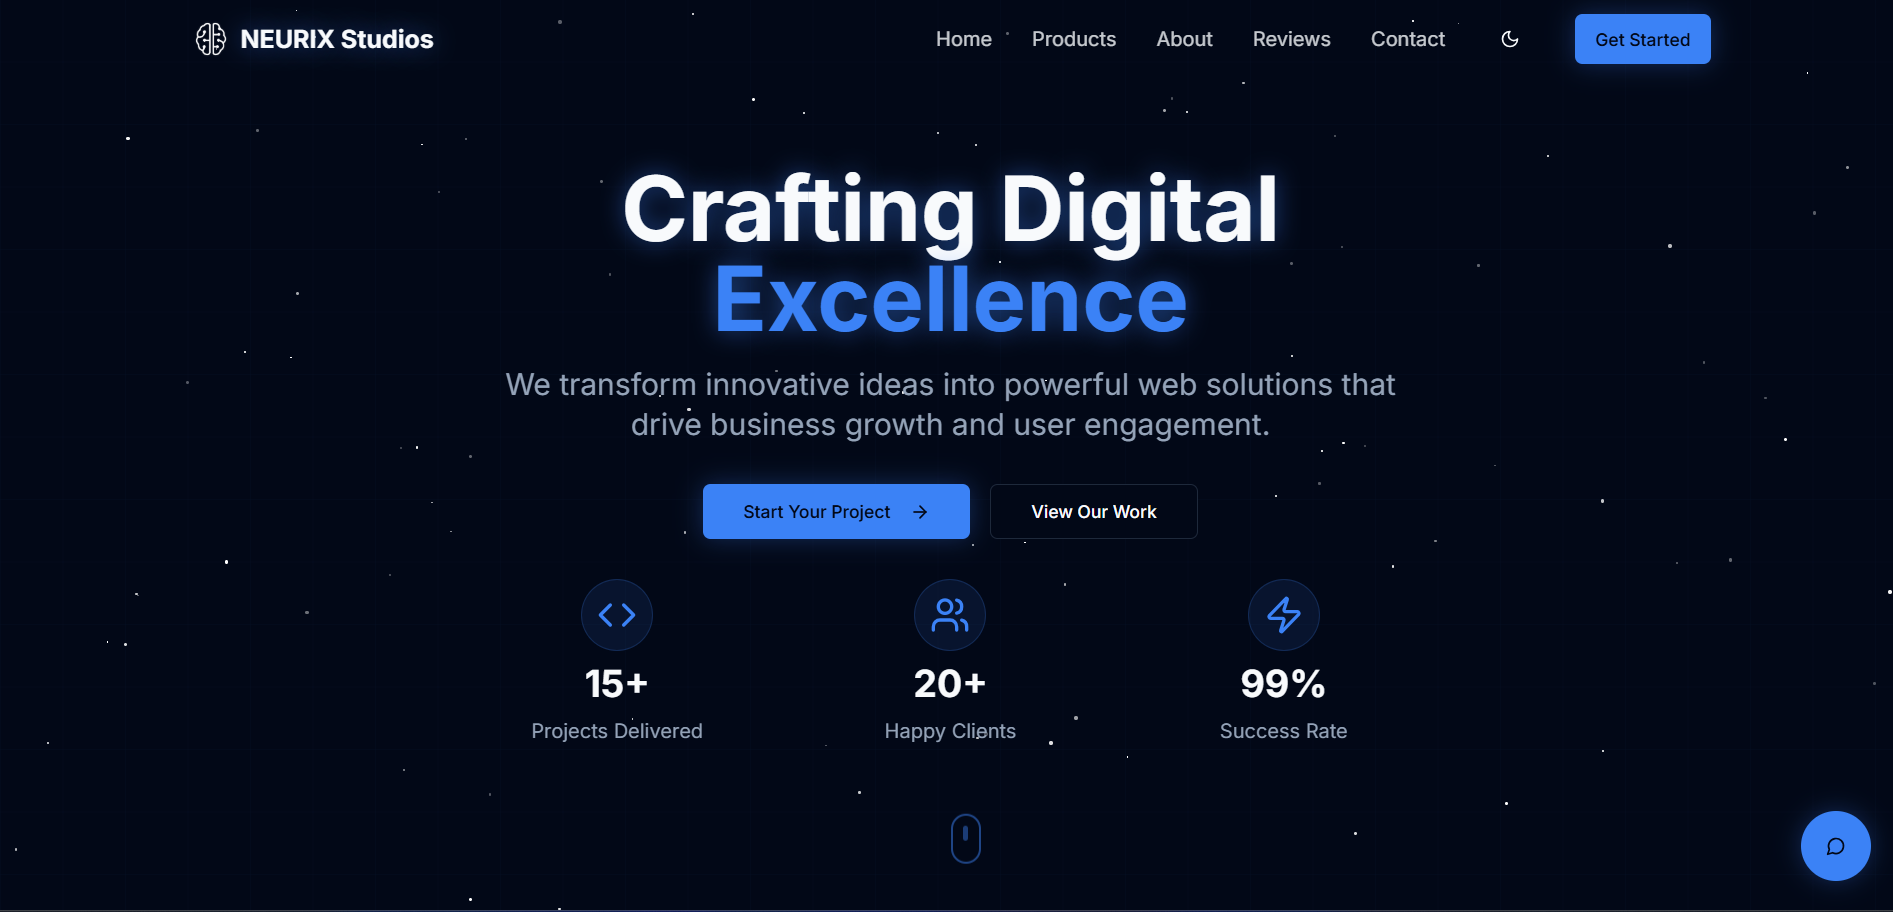 NEURIX Studios
Home
Products
About
Reviews
Contact
Get Started
Crafting Digital
Excellence
We transform innovative ideas into powerful web solutions that
drive business growth and user engagement.
Start Your Project
View Our Work
15+
Projects Delivered
20+
Happy Clients
99%
Success Rate